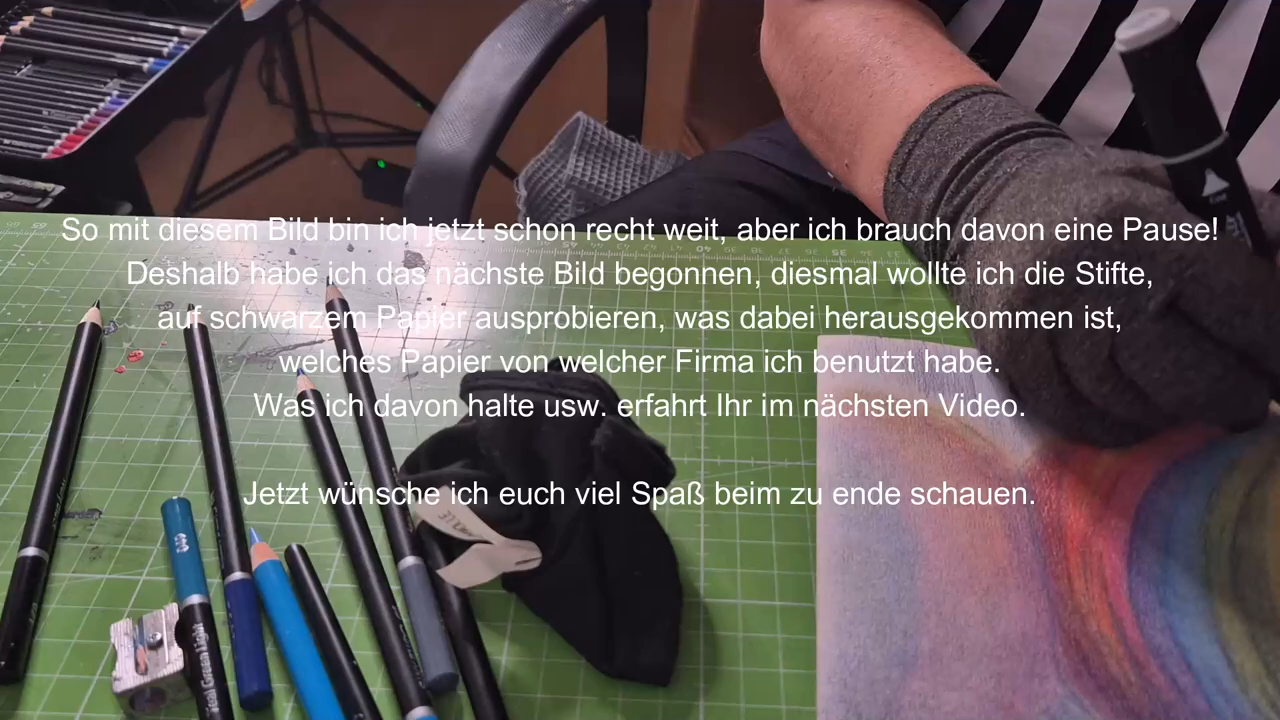 So mit diesem Bild bin ich jetzt schon recht weit, aber ich brauch davon eine Pause!
Deshalb habe ich das nächste Bild begonnen, diesmal wollte ich die Stifte,
auf schwarzem Papier ausprobieren, was dabei herausgekommen ist,
welches Papier von welcher Firma ich benutzt habe.
Was ich davon halte usw. erfahrt Ihr im nächsten Video.
Jetzt wünsche ich euch viel Spaß beim zu ende schauen.
Teal Green Light